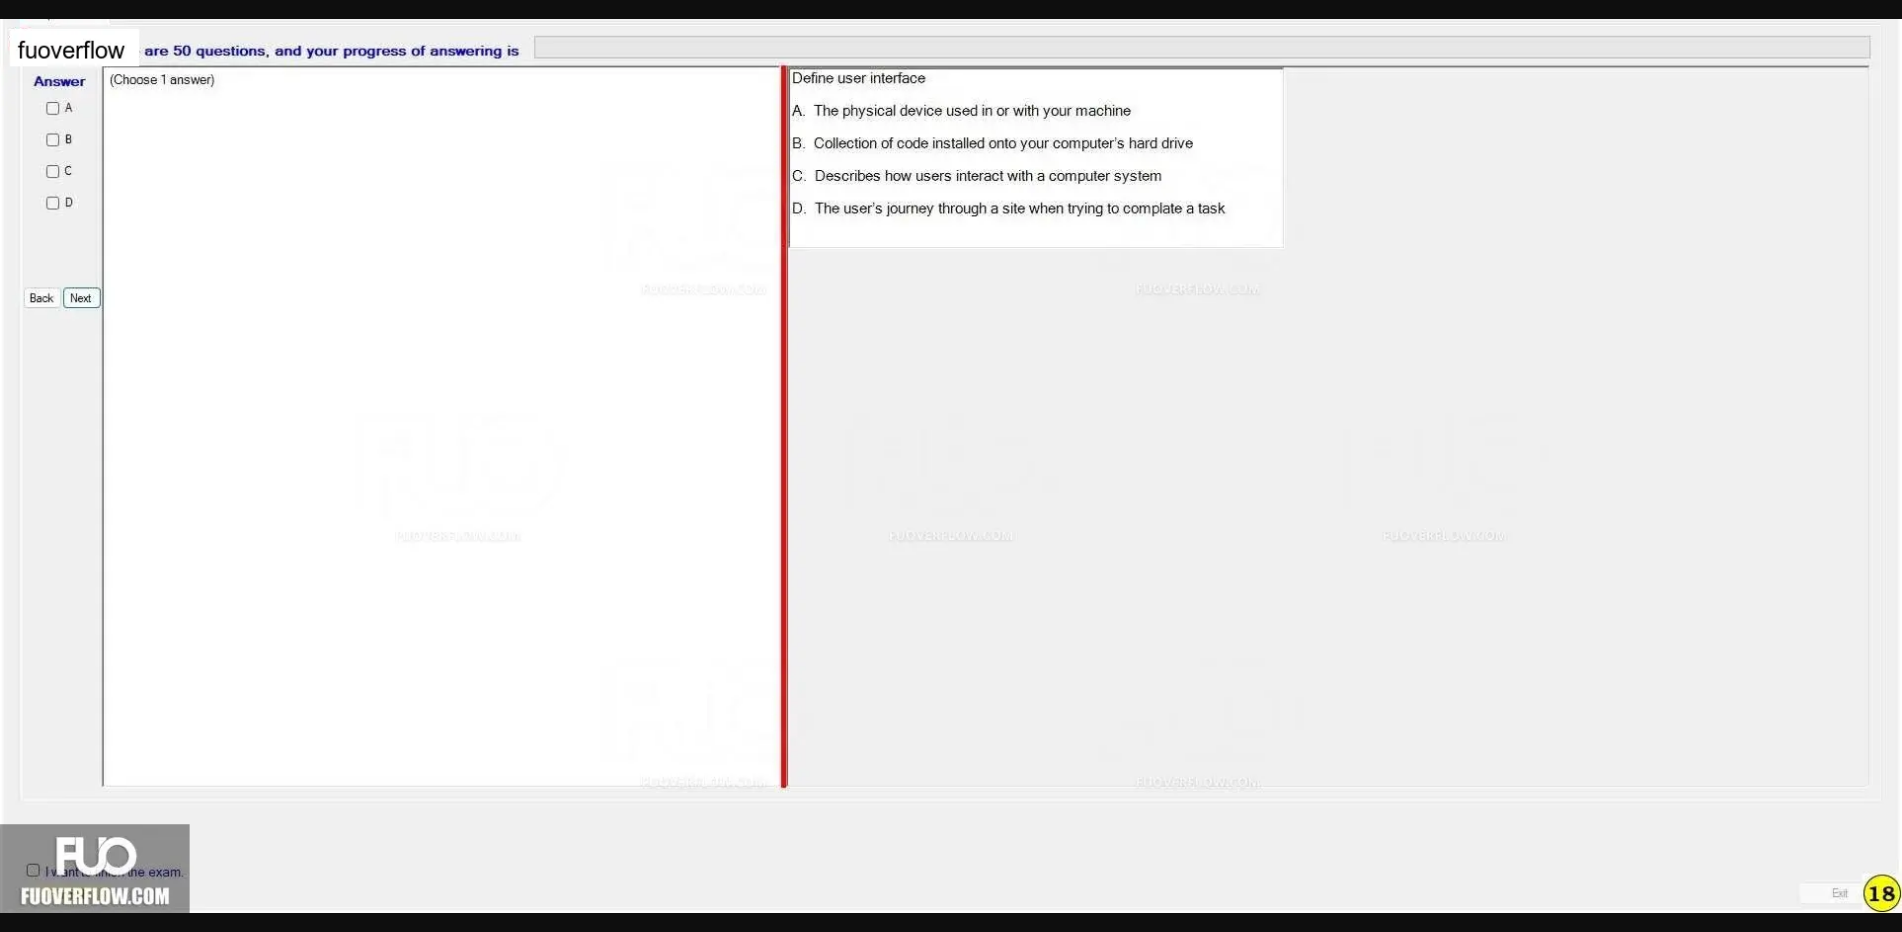 fuoverflow are 50 questions, and your progress of answering is
Answer
(Choose 1 answer)
A
B
C
D
Back Next
Define user interface
A. The physical device used in or with your machine
B. Collection of code installed onto your computer's hard drive
C. Describes how users interact with a computer system
D. The user's journey through a site when trying to complate a task
FUOVERFLOW.COM FUOVERFLOW.COM
FUOVERFLOW.COM FUOVERFLOW.COM FUOVERFLOW.COM
FUOVERFLOW.COM FUOVERFLOW.COM
FUO
I want to finish the exam.
FUOVERFLOW.COM
Exit 18